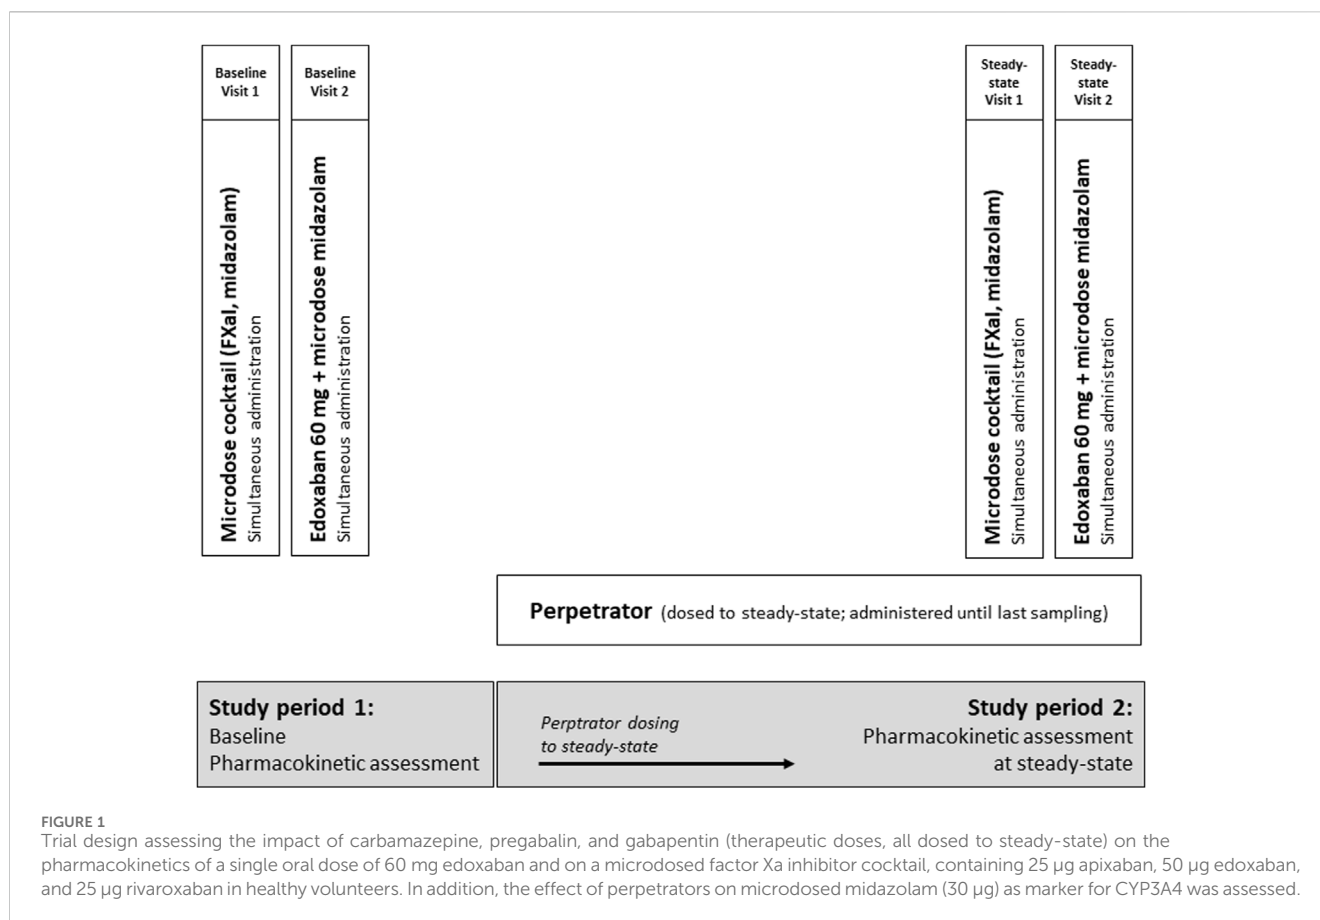 Baseline
Visit 1
Baseline
Visit 2
Steady-
state
Visit 1
Steady-
state
Visit 2
Microdose cocktail (FXaI, midazolam)
Simultaneous administration
Edoxaban 60 mg + microdose midazolam
Simultaneous administration
Microdose cocktail (FXaI, midazolam)
Simultaneous administration
Edoxaban 60 mg + microdose midazolam
Simultaneous administration
Perpetrator (dosed to steady-state; administered until last sampling)
Study period 1:
Baseline
Pharmacokinetic assessment
Perptrator dosing
to steady-state
Study period 2:
Pharmacokinetic assessment
at steady-state
FIGURE 1
Trial design assessing the impact of carbamazepine, pregabalin, and gabapentin (therapeutic doses, all dosed to steady-state) on the
pharmacokinetics of a single oral dose of 60 mg edoxaban and on a microdosed factor Xa inhibitor cocktail, containing 25 µg apixaban, 50 µg edoxaban,
and 25 µg rivaroxaban in healthy volunteers. In addition, the effect of perpetrators on microdosed midazolam (30 µg) as marker for CYP3A4 was assessed.